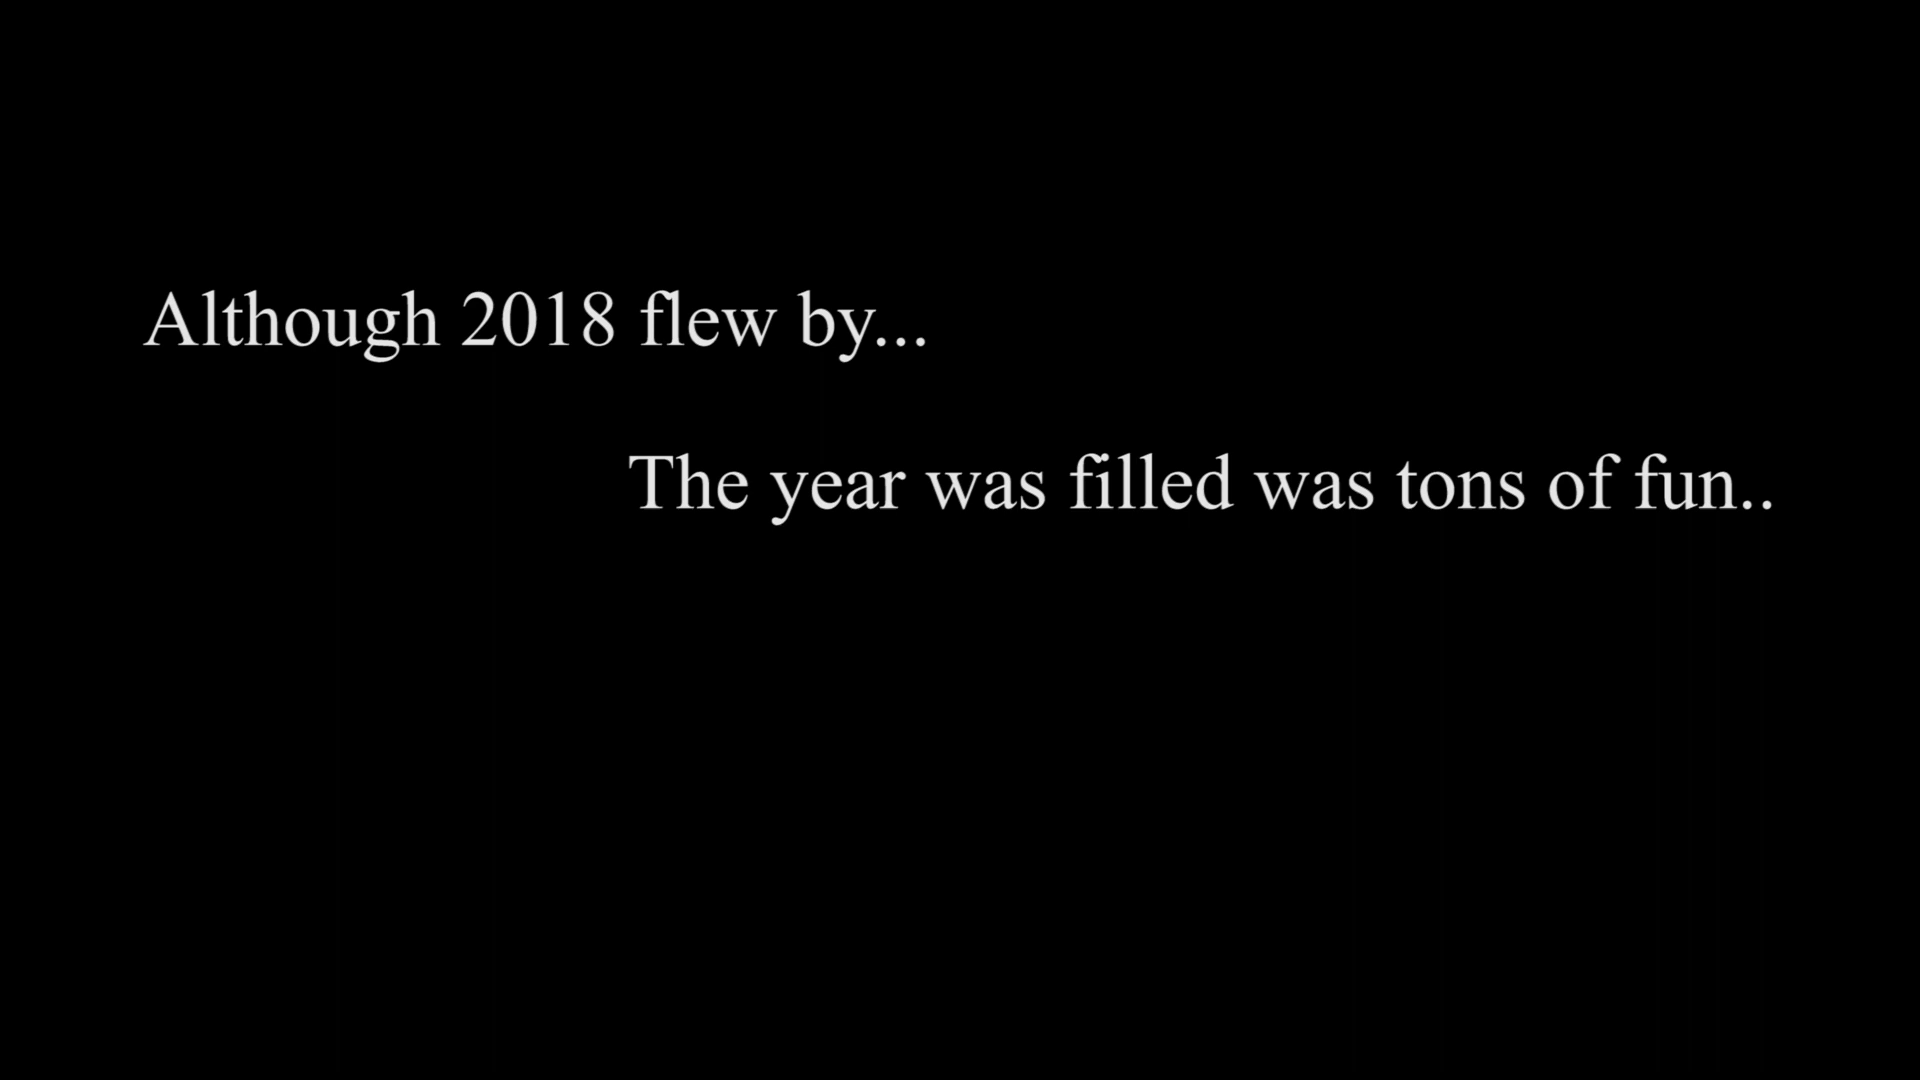 Although 2018 flew by...
The year was filled was tons of fun..